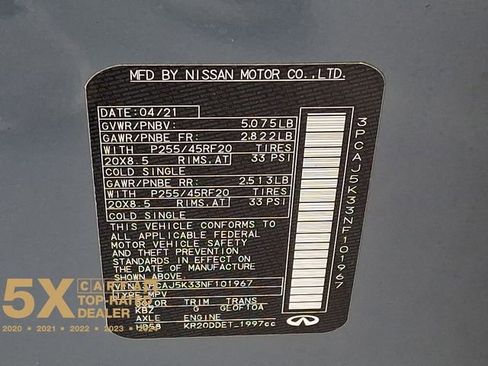 MFD BY NISSAN MOTOR CO.,LTD.
DATE: 04/21
GVWR/PNBV: 5,075LB
GAWR/PNBE FR: 2,822LB
WITH P255/45RF20 TIRES
20X8.5 RIMS,AT 33 PSI
COLD SINGLE
GAWR/PNBE RR: 2,513LB
WITH P255/45RF20 TIRES
20X8.5 RIMS,AT 33 PSI
COLD SINGLE
THIS VEHICLE CONFORMS TO
ALL APPLICABLE FEDERAL
MOTOR VEHICLE SAFETY
AND THEFT PREVENTION
STANDARDS IN EFFECT ON
THE DATE OF MANUFACTURE
SHOWN ABOVE.
3PCAJ5K33NF101967
MPV
TRIM TRANS
KBZ G GE0F10A
AXLE ENGINE
KR20DDET 1997cc
3PCAJ5K33NF101967
INFINITI
5X CARFAX
TOP-RATED
DEALER
2020 • 2021 • 2022 • 2023